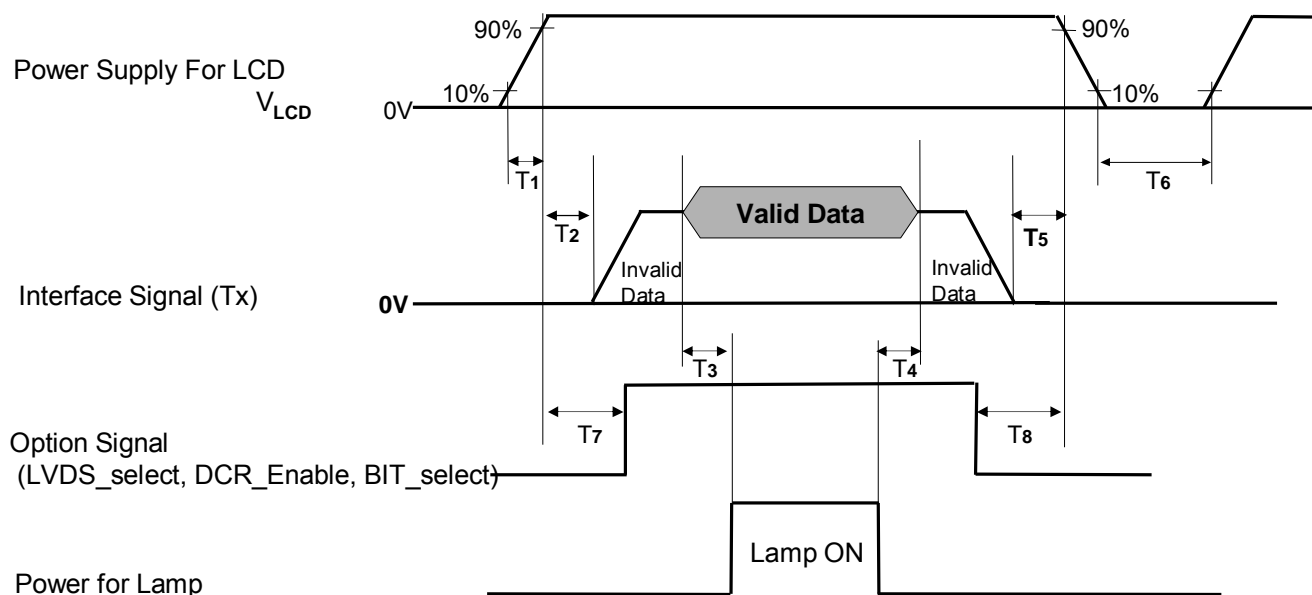 90%
90%
Power Supply For LCD
VLCD
10%
10%
0V
T1
T6
T2
Valid Data
T5
Invalid
Data
Invalid
Data
Interface Signal (Tx)
0V
T3
T4
T7
T8
Option Signal
(LVDS_select, DCR_Enable, BIT_select)
Lamp ON
Power for Lamp